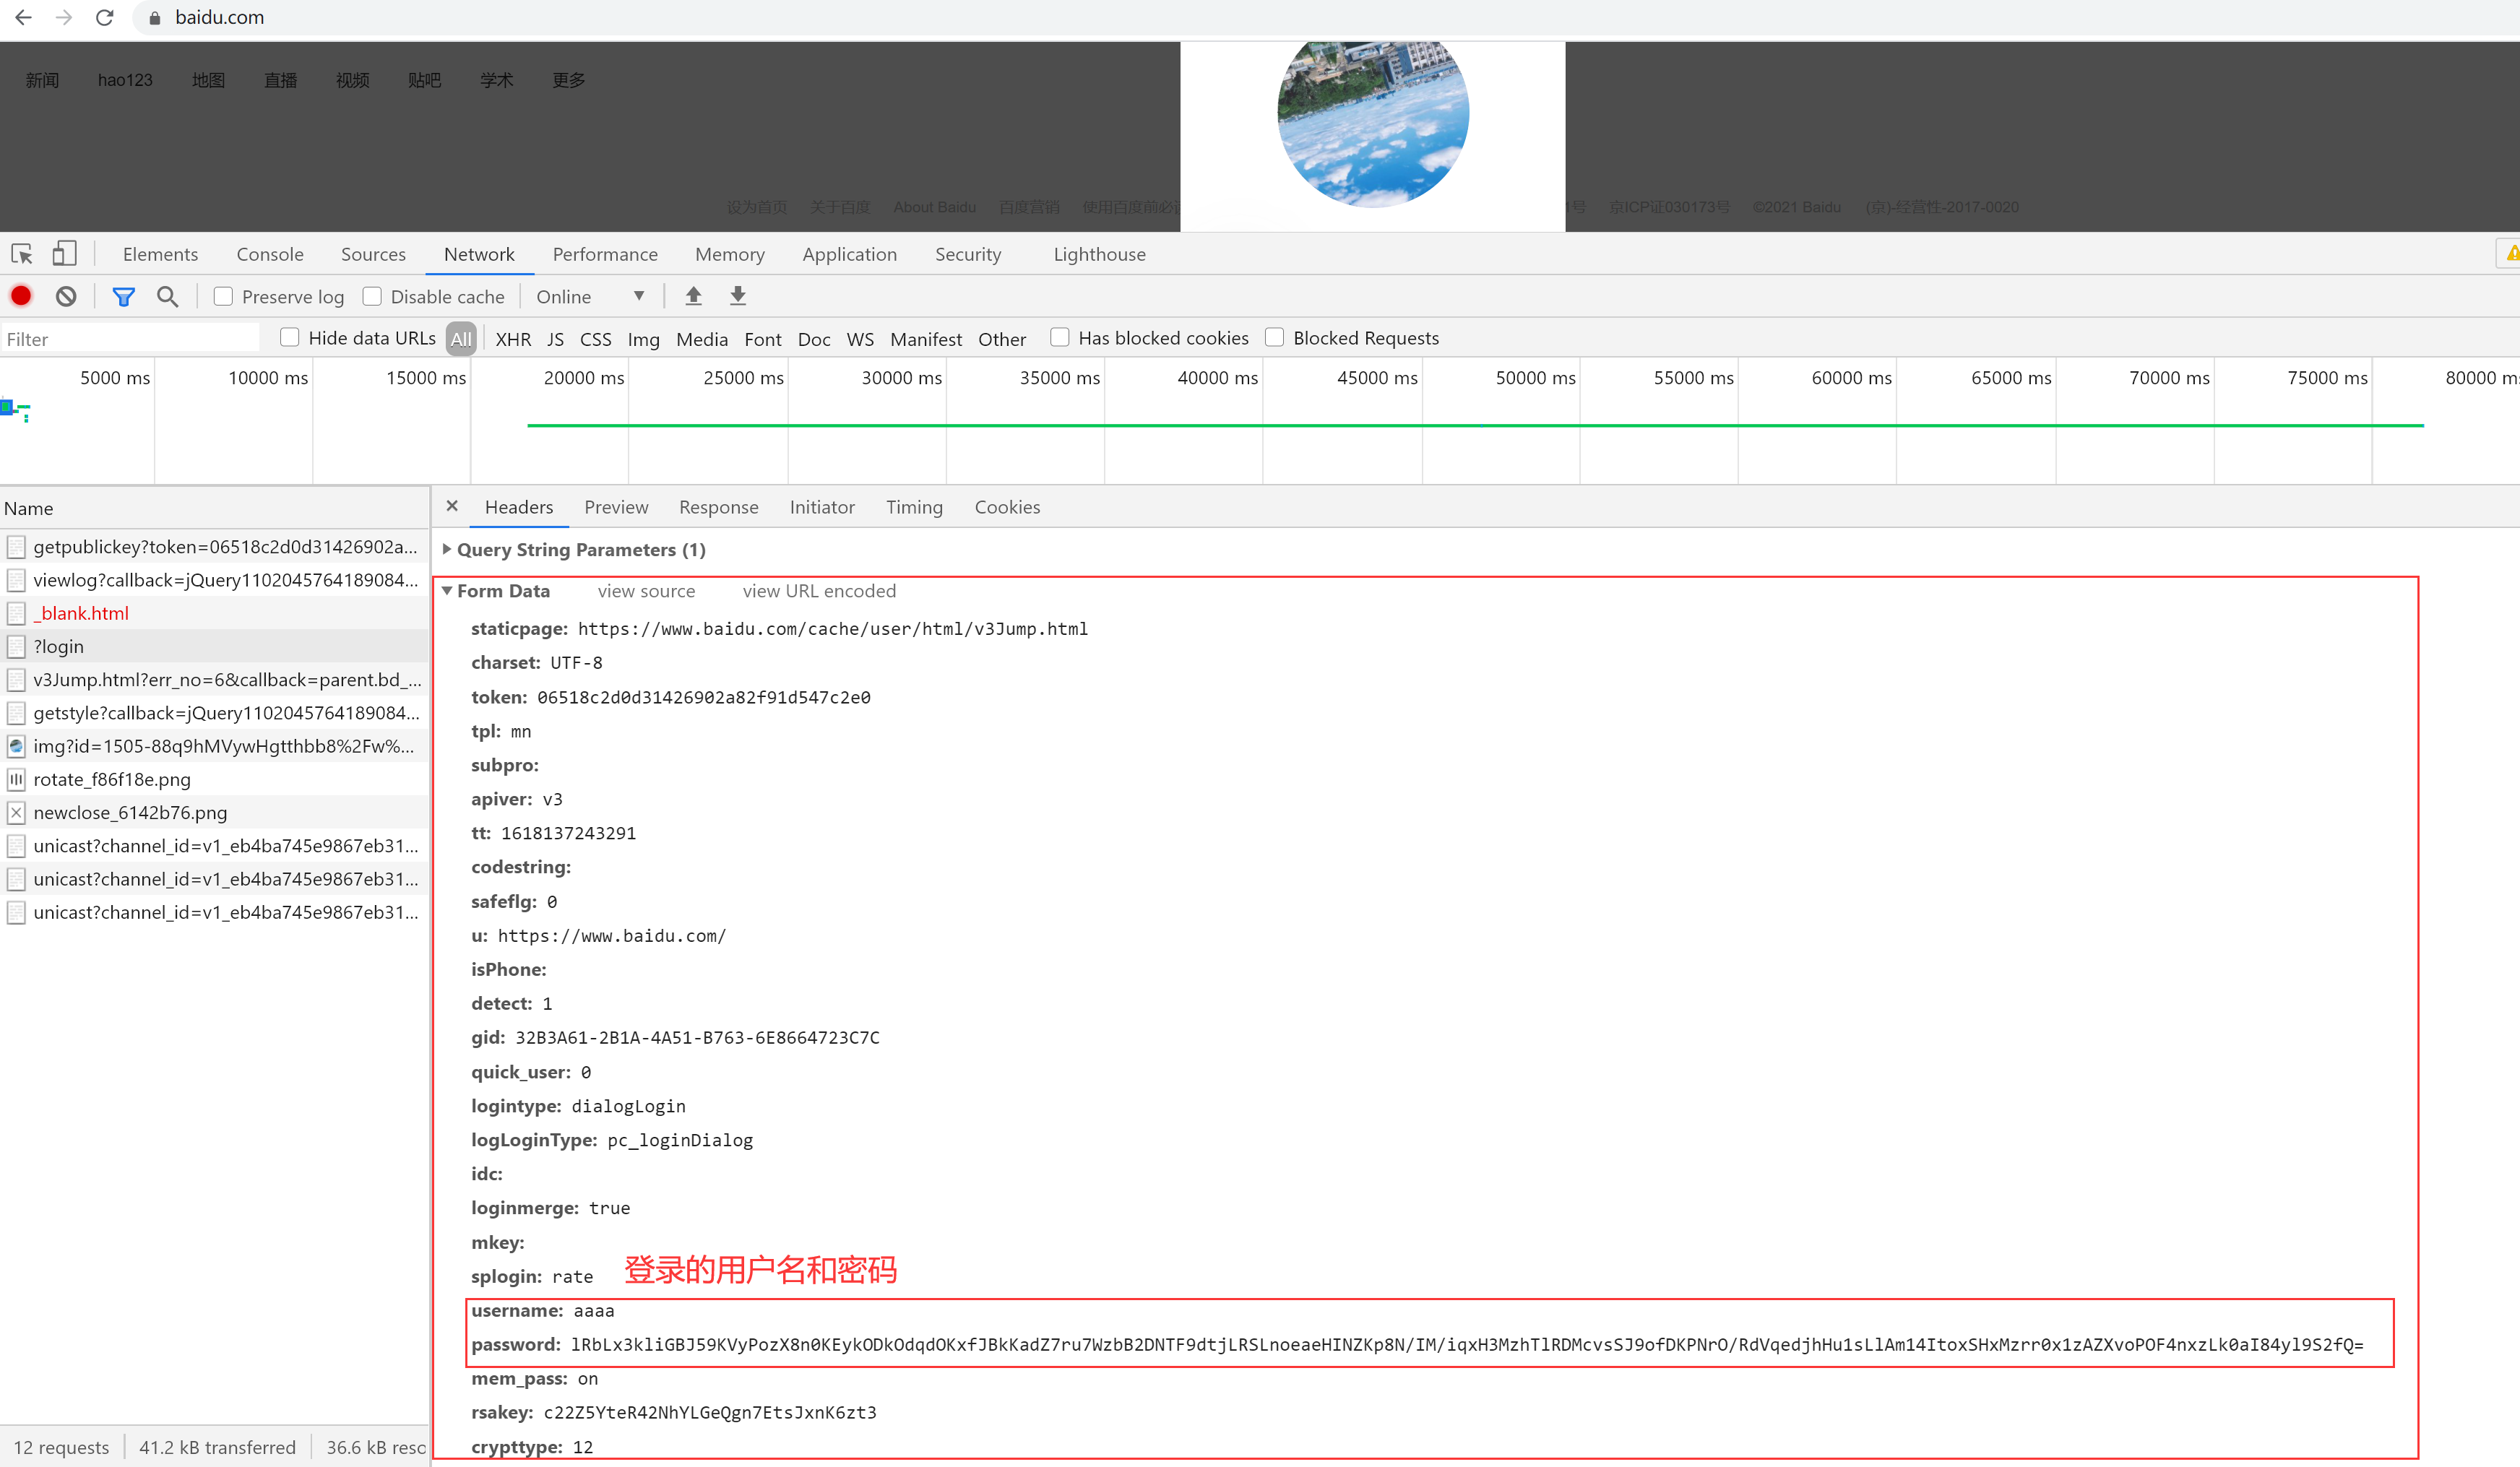 baidu.com
新闻 hao123 地图 直播 视频 贴吧 学术 更多
设为首页 关于百度 About Baidu 百度营销 使用百度前必 1号 京ICP证030173号 ©2021 Baidu (京)-经营性-2017-0020
Elements Console Sources Network Performance Memory Application Security Lighthouse
Preserve log Disable cache Online
Filter Hide data URLs All XHR JS CSS Img Media Font Doc WS Manifest Other Has blocked cookies Blocked Requests
5000 ms 10000 ms 15000 ms 20000 ms 25000 ms 30000 ms 35000 ms 40000 ms 45000 ms 50000 ms 55000 ms 60000 ms 65000 ms 70000 ms 75000 ms 80000 m
Name
getpublickey?token=06518c2d0d31426902a...
viewlog?callback=jQuery1102045764189084...
_blank.html
?login
v3Jump.html?err_no=6&callback=parent.bd_...
getstyle?callback=jQuery1102045764189084...
img?id=1505-88q9hMVywHgtthbb8%2Fw%...
rotate_f86f18e.png
newclose_6142b76.png
unicast?channel_id=v1_eb4ba745e9867eb31...
unicast?channel_id=v1_eb4ba745e9867eb31...
unicast?channel_id=v1_eb4ba745e9867eb31...
12 requests 41.2 kB transferred 36.6 kB reso
Headers Preview Response Initiator Timing Cookies
Query String Parameters (1)
Form Data view source view URL encoded
staticpage: https://www.baidu.com/cache/user/html/v3Jump.html
charset: UTF-8
token: 06518c2d0d31426902a82f91d547c2e0
tpl: mn
subpro:
apiver: v3
tt: 1618137243291
codestring:
safeflg: 0
u: https://www.baidu.com/
isPhone:
detect: 1
gid: 32B3A61-2B1A-4A51-B763-6E8664723C7C
quick_user: 0
logintype: dialogLogin
logLoginType: pc_loginDialog
idc:
loginmerge: true
mkey:
splogin: rate
登录的用户名和密码
username: aaaa
password: lRbLx3kliGBJ59KVyPozX8n0KEykODkOdqdOKxfJBkKadZ7ru7WzbB2DNTF9dtjLRSLnoeaeHINZKp8N/IM/iqxH3MzhTlRDMcvsSJ9ofDKPNrO/RdVqedjhHu1sLlAm14ItoxSHxMzrr0x1zAZXvoPOF4nxzLk0aI84yl9S2fQ=
mem_pass: on
rsakey: c22Z5YteR42NhYLGeQgn7EtsJxnK6zt3
crypttype: 12